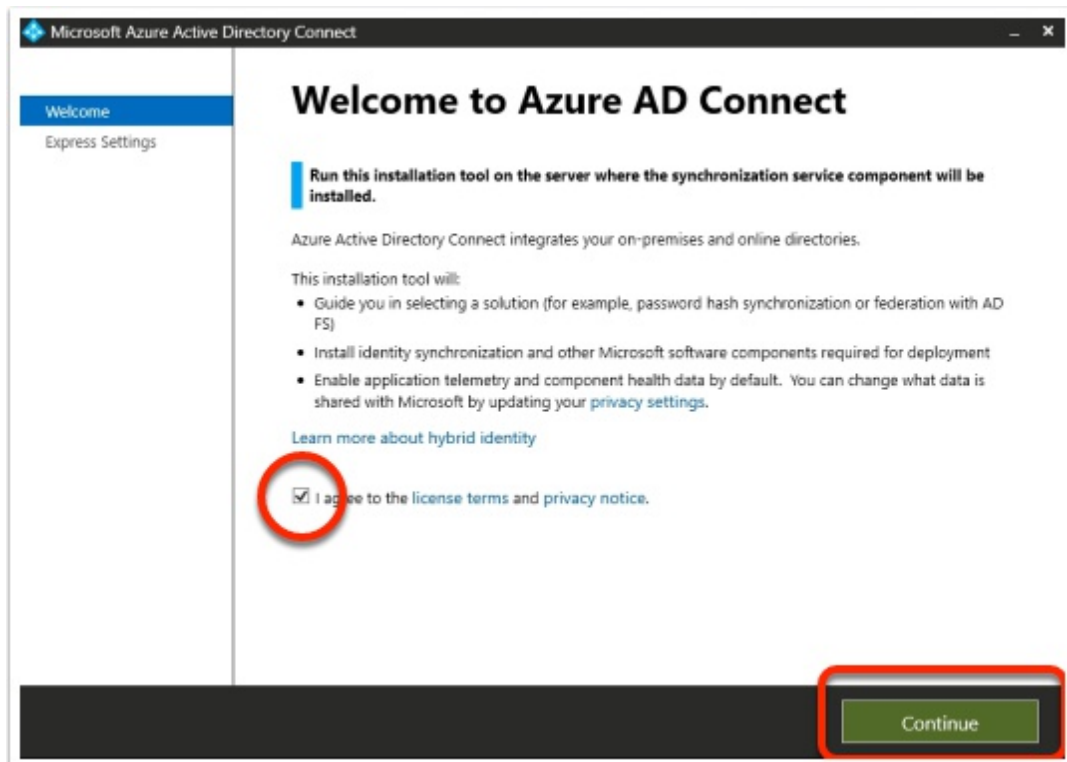 Microsoft Azure Active Directory Connect
Welcome
Express Settings
Welcome to Azure AD Connect
Run this installation tool on the server where the synchronization service component will be
installed.
Azure Active Directory Connect integrates your on-premises and online directories.
This installation tool will:
• Guide you in selecting a solution (for example, password hash synchronization or federation with AD
FS)
• Install identity synchronization and other Microsoft software components required for deployment
• Enable application telemetry and component health data by default. You can change what data is
shared with Microsoft by updating your privacy settings.
Learn more about hybrid identity
I agree to the license terms and privacy notice.
Continue